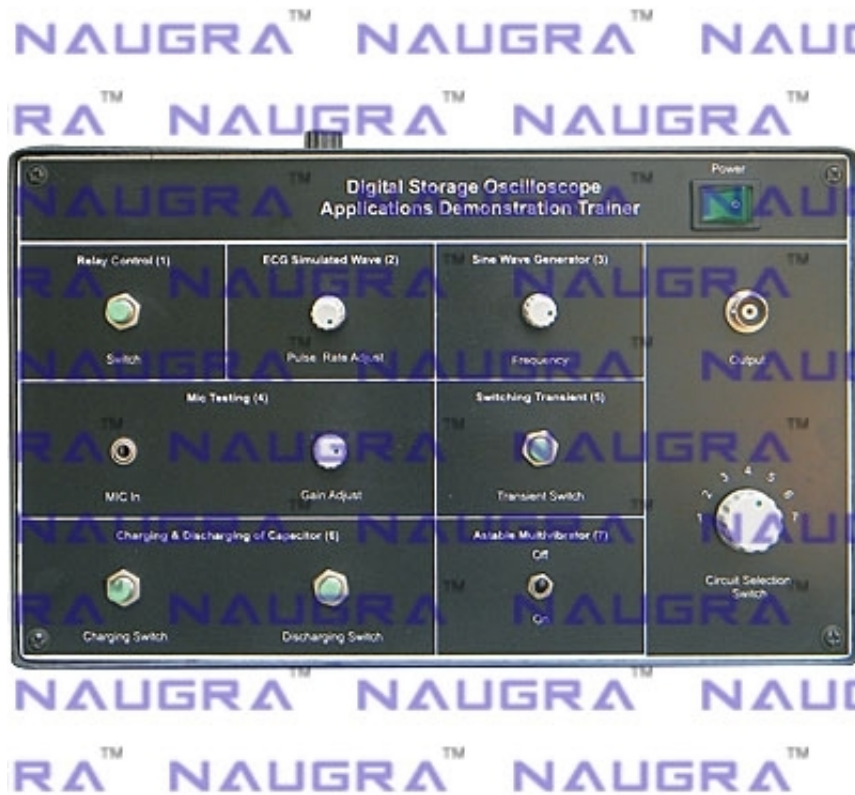 NAUGRA™ NAUGRA™ NAUG
RA™ NAUGRA™ NAUGRA™
Digital Storage Oscilloscope
Applications Demonstration Trainer
Power
Relay Control (1)
Switch
ECG Simulated Wave (2)
Pulse Rate Adjust
Sine Wave Generator (3)
Frequency
Output
Mic Testing (4)
MIC In
Gain Adjust
Switching Transient (5)
Transient Switch
1 2 3 4 5 6 7
Circuit Selection
Switch
Charging & Discharging of Capacitor (6)
Charging Switch
Discharging Switch
Astable Multivibrator (7)
Off
On
NAUGRA™ NAUGRA™ NAUG
RA™ NAUGRA™ NAUGRA™